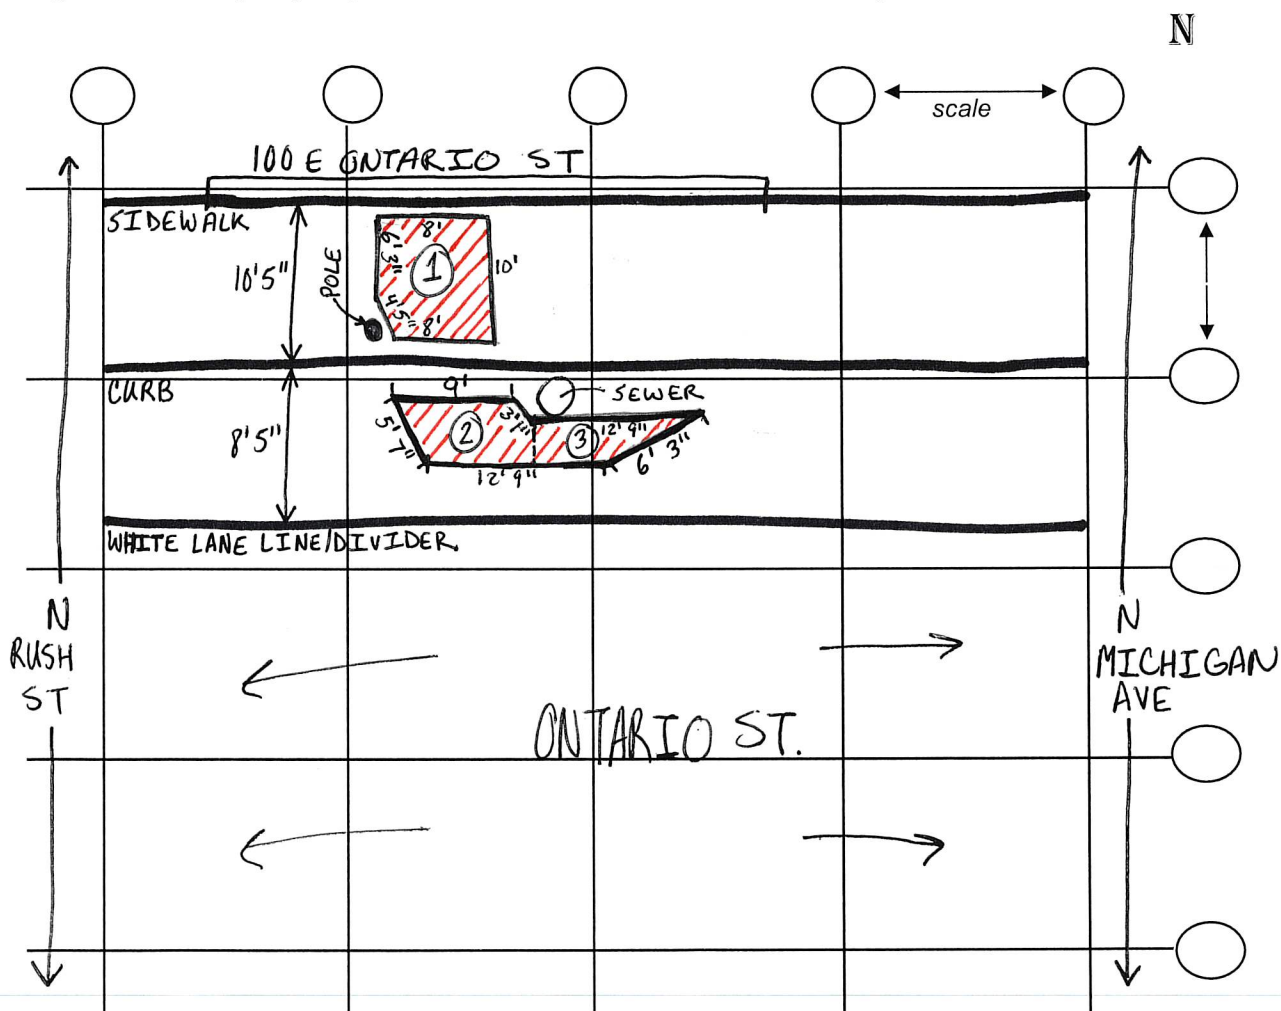 N
scale
100 E ONTARIO ST
SIDEWALK
10'5"
POLE
8'
6' 3"
1
10'
4' 5"
8'
CURB
9'
SEWER
8'5"
5' 7"
2
3'1"
3
12' 9"
12' 9"
6' 3"
WHITE LANE LINE/DIVIDER
N
RUSH
ST
N
MICHIGAN
AVE
ONTARIO ST.